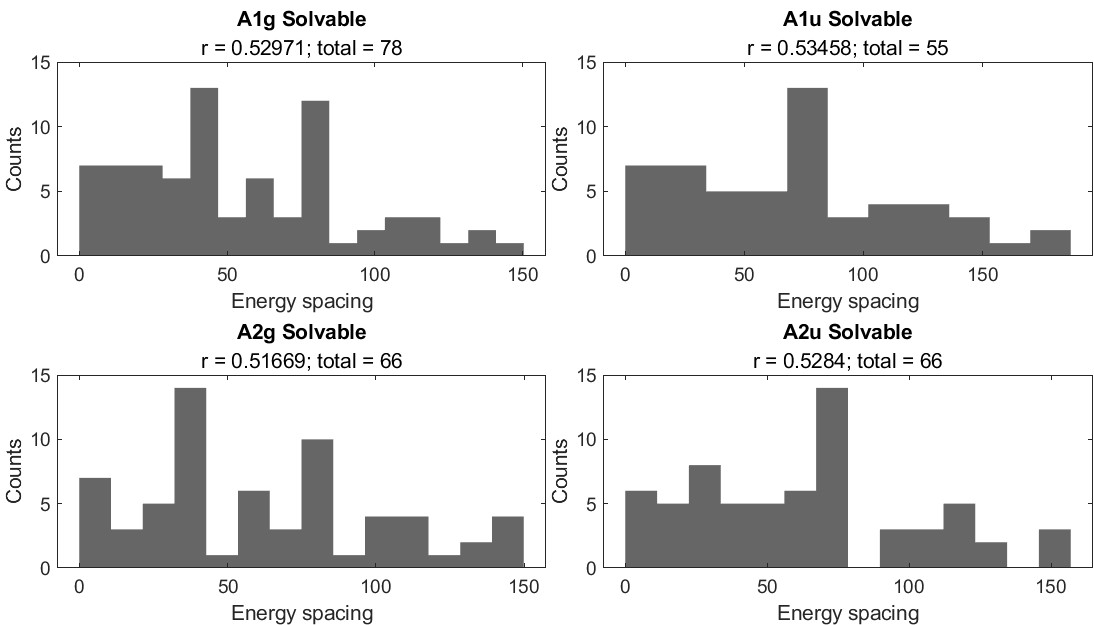 A1g Solvable
r = 0.52971; total = 78
15
10
5
0
Counts
0 50 100 150
Energy spacing
A1u Solvable
r = 0.53458; total = 55
15
10
5
0
Counts
0 50 100 150
Energy spacing
A2g Solvable
r = 0.51669; total = 66
15
10
5
0
Counts
0 50 100 150
Energy spacing
A2u Solvable
r = 0.5284; total = 66
15
10
5
0
Counts
0 50 100 150
Energy spacing